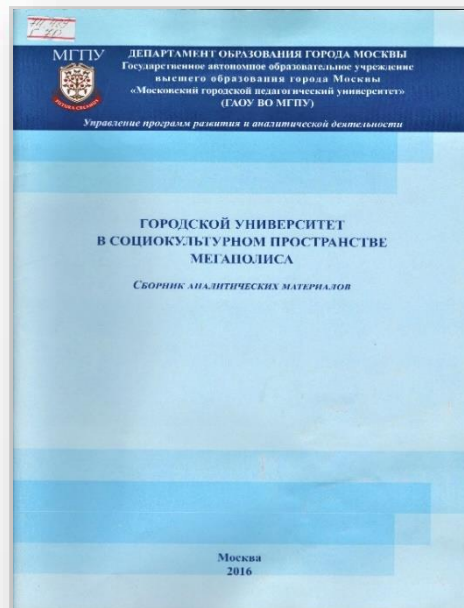 МГПУ
ДЕПАРТАМЕНТ ОБРАЗОВАНИЯ ГОРОДА МОСКВЫ
Государственное автономное образовательное учреждение
высшего образования города Москвы
«Московский городской педагогический университет»
(ГАОУ ВО МГПУ)
Управление программ развития и аналитической деятельности
ГОРОДСКОЙ УНИВЕРСИТЕТ
В СОЦИОКУЛЬТУРНОМ ПРОСТРАНСТВЕ
МЕГАПОЛИСА
СБОРНИК АНАЛИТИЧЕСКИХ МАТЕРИАЛОВ
Москва
2016